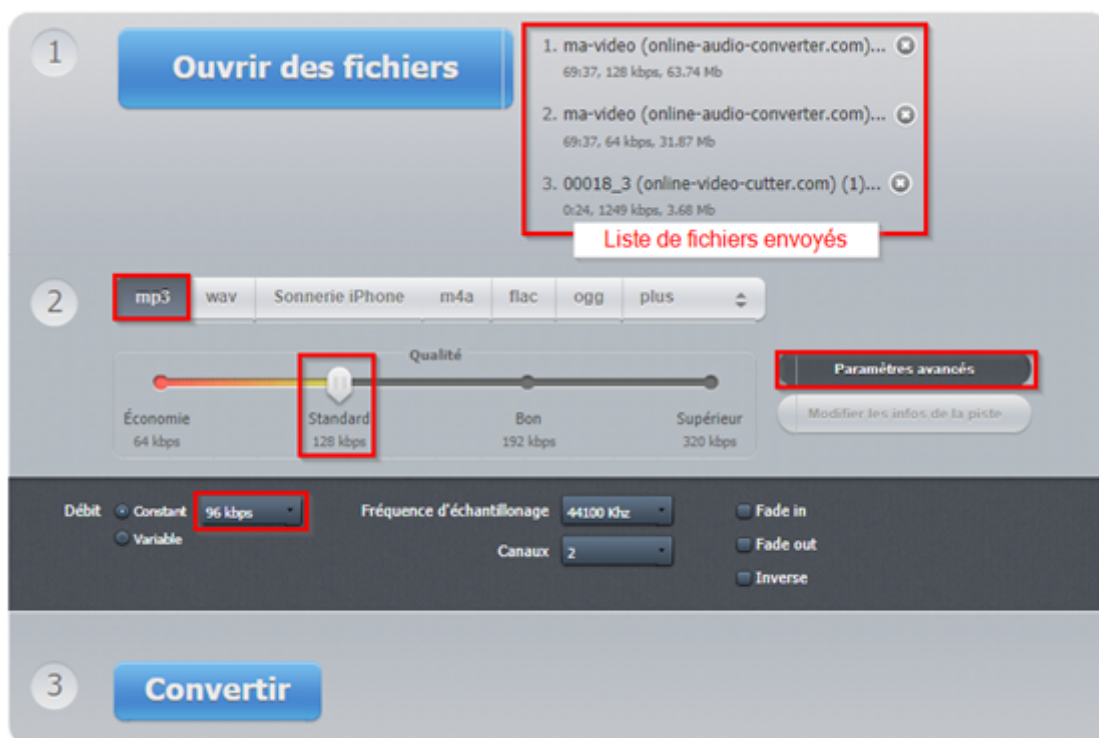 1
Ouvrir des fichiers
1. ma-video (online-audio-converter.com)...
69:37, 128 kbps, 63.74 Mb
2. ma-video (online-audio-converter.com)...
69:37, 64 kbps, 31.87 Mb
3. 00018_3 (online-video-cutter.com) (1)...
0:24, 1249 kbps, 3.68 Mb
Liste de fichiers envoyés
2
mp3 wav Sonnerie iPhone m4a flac ogg plus
Qualité
Économie Standard Bon Supérieur
64 kbps 128 kbps 192 kbps 320 kbps
Paramètres avancés
Modifier les infos de la piste
Débit Constant 96 kbps Fréquence d'échantillonage 44100 Khz Fade in
Variable Canaux 2 Fade out
Inverse
3
Convertir